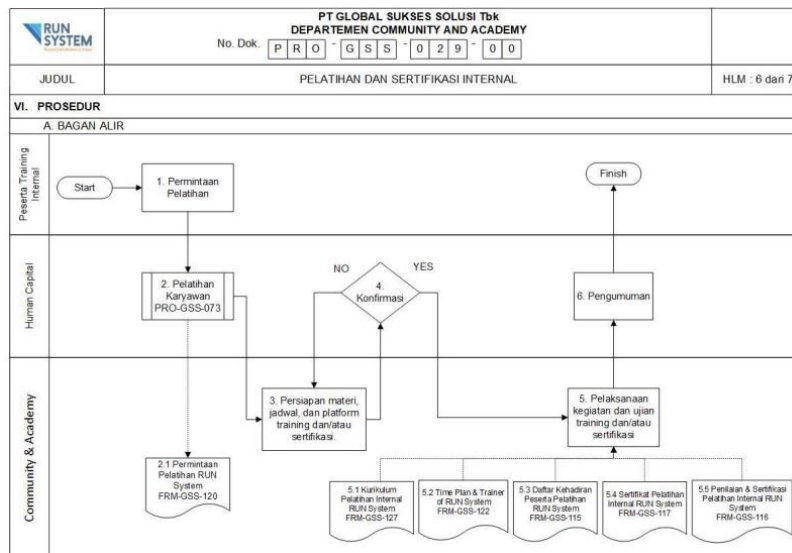 RUN
SYSTEM
PT GLOBAL SUKSES SOLUSI Tbk
DEPARTEMEN COMMUNITY AND ACADEMY
No. Dok. P R O - G S S - 0 2 9 - 0 0
JUDUL
PELATIHAN DAN SERTIFIKASI INTERNAL
HLM : 6 dari 7
VI. PROSEDUR
A. BAGAN ALIR
Peserta Training
Internal
Start
1. Permintaan
Pelatihan
Finish
Human Capital
2. Pelatihan
Karyawan
PRO-GSS-073
NO
YES
4.
Konfirmasi
6. Pengumuman
Community & Academy
3. Persiapan materi,
jadwal, dan platform
training dan/atau
sertifikasi.
5. Pelaksanaan
kegiatan dan ujian
training dan/atau
sertifikasi
2.1 Permintaan
Pelatihan RUN
System
FRM-GSS-120
5.1 Kurikulum
Pelatihan Internal
RUN System
FRM-GSS-127
5.2 Time Plan & Trainer
of RUN System
FRM-GSS-122
5.3 Daftar Kehadiran
Peserta Pelatihan
RUN System
FRM-GSS-115
5.4 Sertifikat Pelatihan
Internal RUN System
FRM-GSS-117
5.5 Penilaian & Sertifikasi
Pelatihan Internal RUN
System
FRM-GSS-116